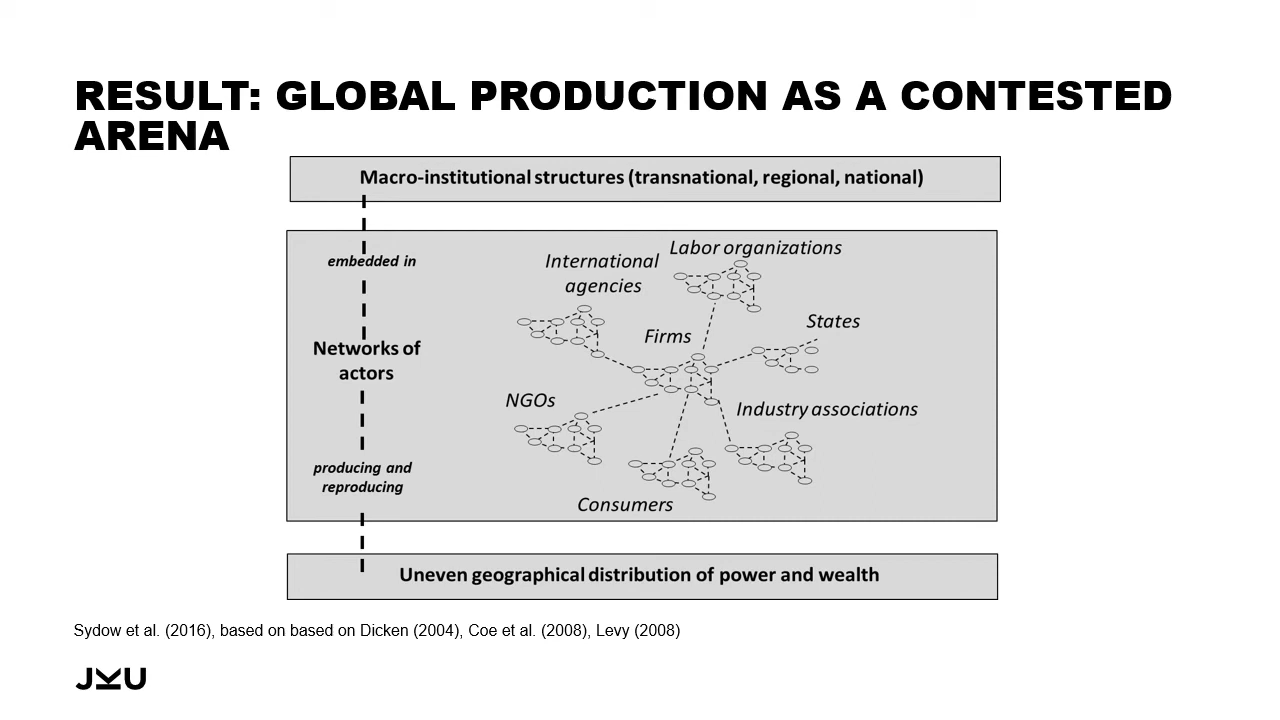 RESULT: GLOBAL PRODUCTION AS A CONTESTED
ARENA
Macro-institutional structures (transnational, regional, national)
embedded in
Networks of
actors
producing and
reproducing
International
agencies
Labor organizations
Firms
States
NGOs
Industry associations
Consumers
Uneven geographical distribution of power and wealth
Sydow et al. (2016), based on based on Dicken (2004), Coe et al. (2008), Levy (2008)
JKU